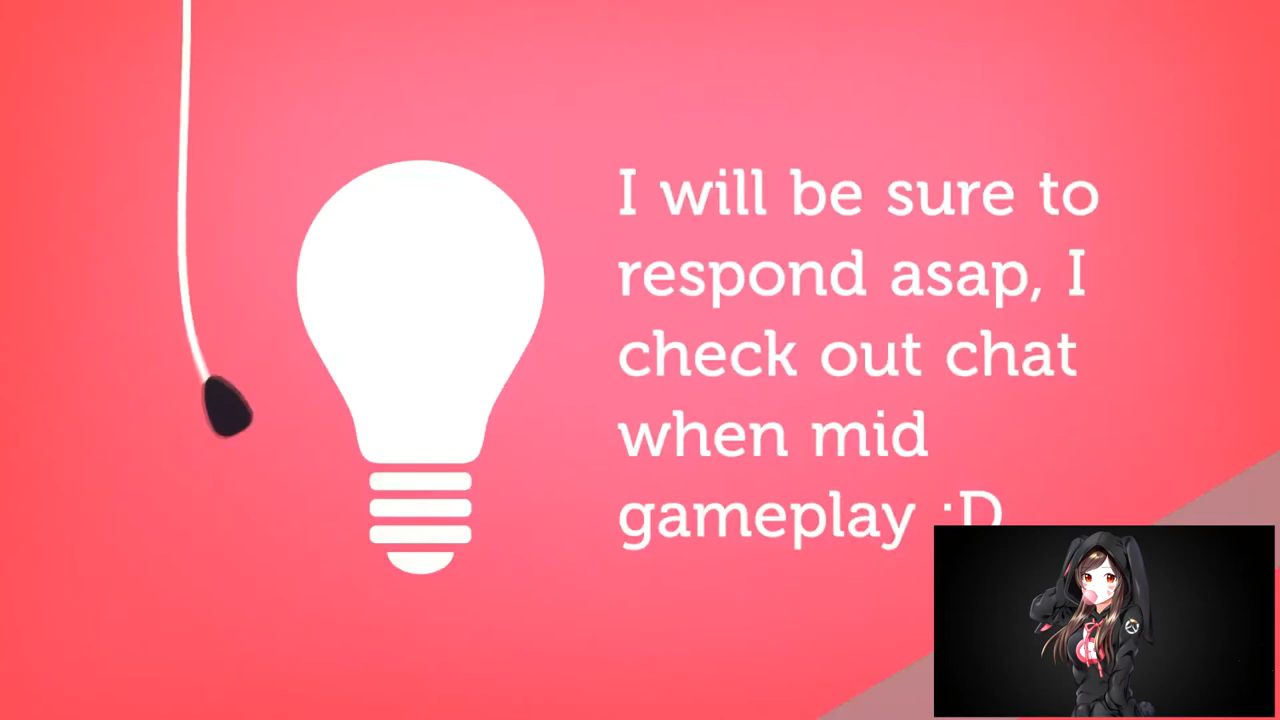 I will be sure to
respond asap, I
check out chat
when mid
gameplay :D